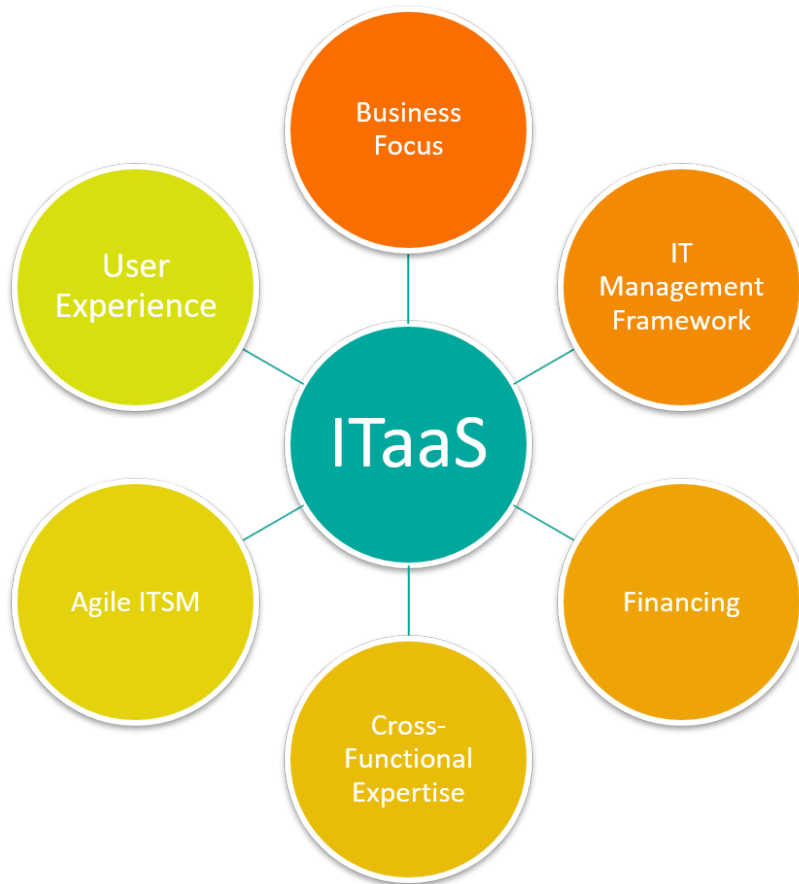 Business
Focus
IT
Management
Framework
Financing
Cross-
Functional
Expertise
Agile ITSM
User
Experience
ITaaS